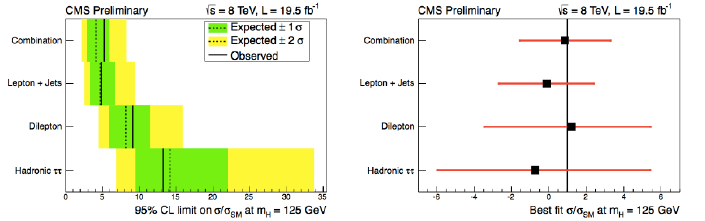 CMS Preliminary √s = 8 TeV, L = 19.5 fb⁻¹
Expected ± 1 σ
Expected ± 2 σ
Observed
Combination
Lepton + Jets
Dilepton
Hadronic ττ
0 5 10 15 20 25 30 35
95% CL limit on σ/σSM at mH = 125 GeV
CMS Preliminary √s = 8 TeV, L = 19.5 fb⁻¹
Combination
Lepton + Jets
Dilepton
Hadronic ττ
-6 -4 -2 0 2 4 6
Best fit σ/σSM at mH = 125 GeV